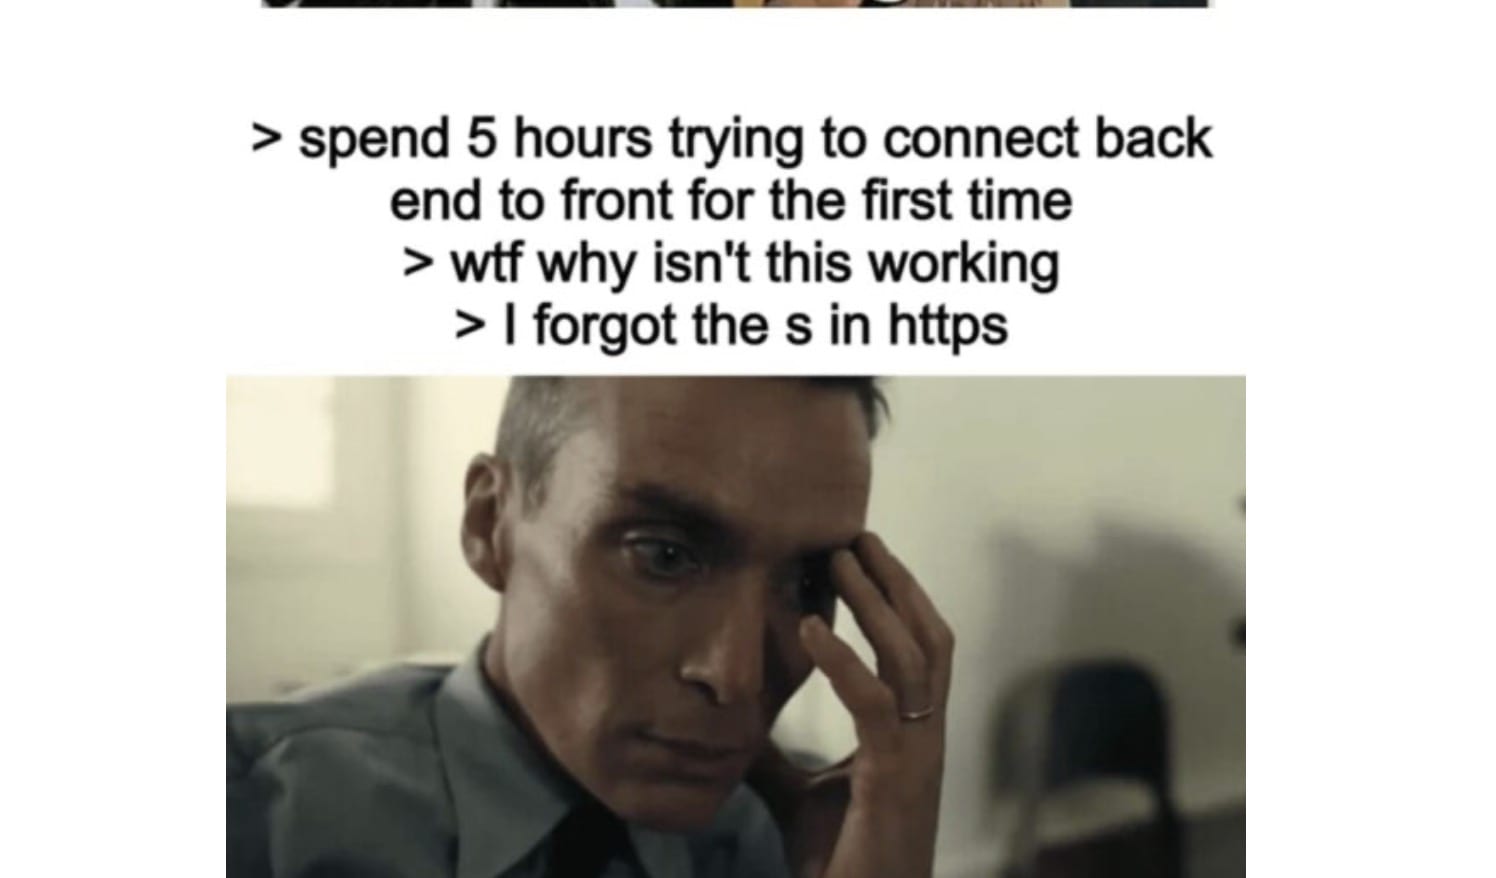 > spend 5 hours trying to connect back
end to front for the first time
> wtf why isn't this working
> I forgot the s in https